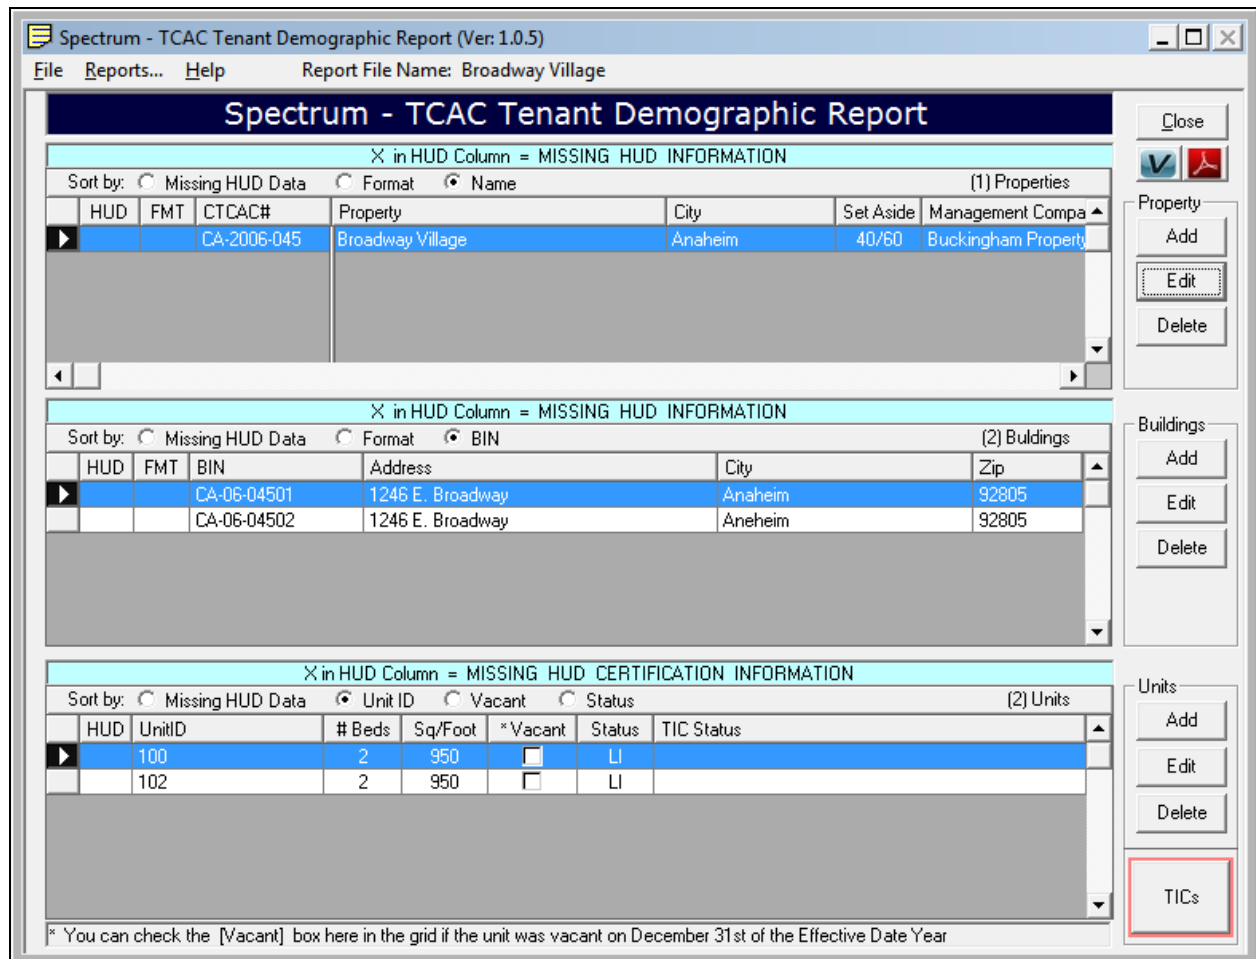 Spectrum - TCAC Tenant Demographic Report (Ver: 1.0.5)
File Reports... Help Report File Name: Broadway Village
Spectrum - TCAC Tenant Demographic Report
Close
X in HUD Column = MISSING HUD INFORMATION
Sort by: Missing HUD Data Format Name (1) Properties
HUD FMT CTCAC# Property City Set Aside Management Compa
CA-2006-045 Broadway Village Anaheim 40/60 Buckingham Property
Property
Add
Edit
Delete
X in HUD Column = MISSING HUD INFORMATION
Sort by: Missing HUD Data Format BIN (2) Buldings
HUD FMT BIN Address City Zip
CA-06-04501 1246 E. Broadway Anaheim 92805
CA-06-04502 1246 E. Broadway Aneheim 92805
Buildings
Add
Edit
Delete
X in HUD Column = MISSING HUD CERTIFICATION INFORMATION
Sort by: Missing HUD Data Unit ID Vacant Status (2) Units
HUD UnitID # Beds Sq/Foot * Vacant Status TIC Status
100 2 950 LI
102 2 950 LI
Units
Add
Edit
Delete
TICs
* You can check the [Vacant] box here in the grid if the unit was vacant on December 31st of the Effective Date Year